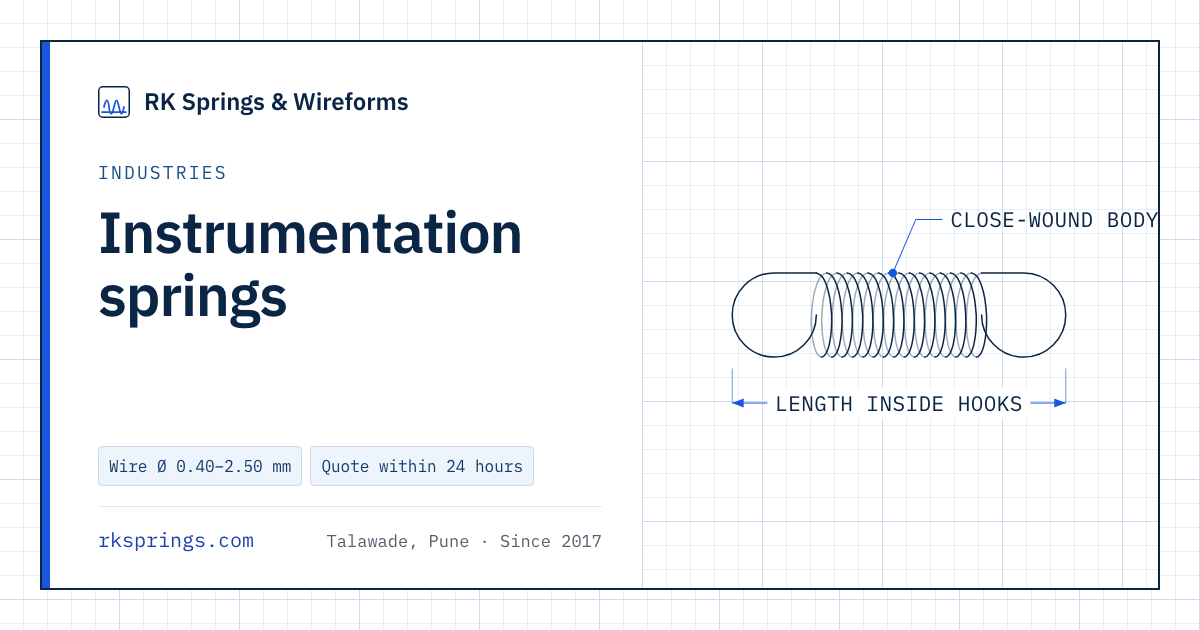 RK Springs & Wireforms
INDUSTRIES
Instrumentation
springs
Wire Ø 0.40–2.50 mm
Quote within 24 hours
rksprings.com
Talawade, Pune · Since 2017
CLOSE-WOUND BODY
LENGTH INSIDE HOOKS